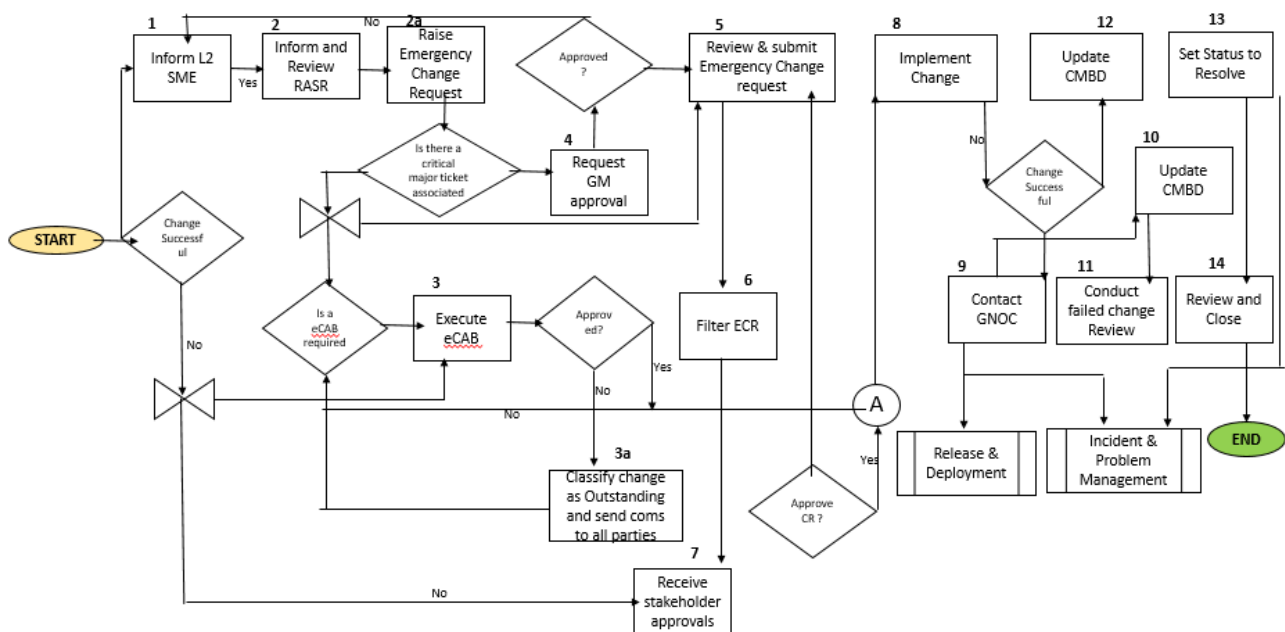 1
Inform L2
SME
Yes
2
Inform and
Review
RASR
2a
Raise
Emergency
Change
Request
No
Approved
?
5
Review & submit
Emergency Change
request
8
Implement
Change
12
Update
CMBD
13
Set Status to
Resolve
Is there a
critical
major ticket
associated
4
Request
GM
approval
No
Change
Success
ful
10
Update
CMBD
START
Change
Successf
ul
No
Is a
eCAB
required
3
Execute
eCAB
Approv
ed?
Yes
No
No
6
Filter ECR
9
Contact
GNOC
11
Conduct
failed change
Review
14
Review and
Close
A
Yes
Release &
Deployment
Incident &
Problem
Management
END
3a
Classify change
as Outstanding
and send coms
to all parties
Approve
CR ?
7
Receive
stakeholder
approvals
No